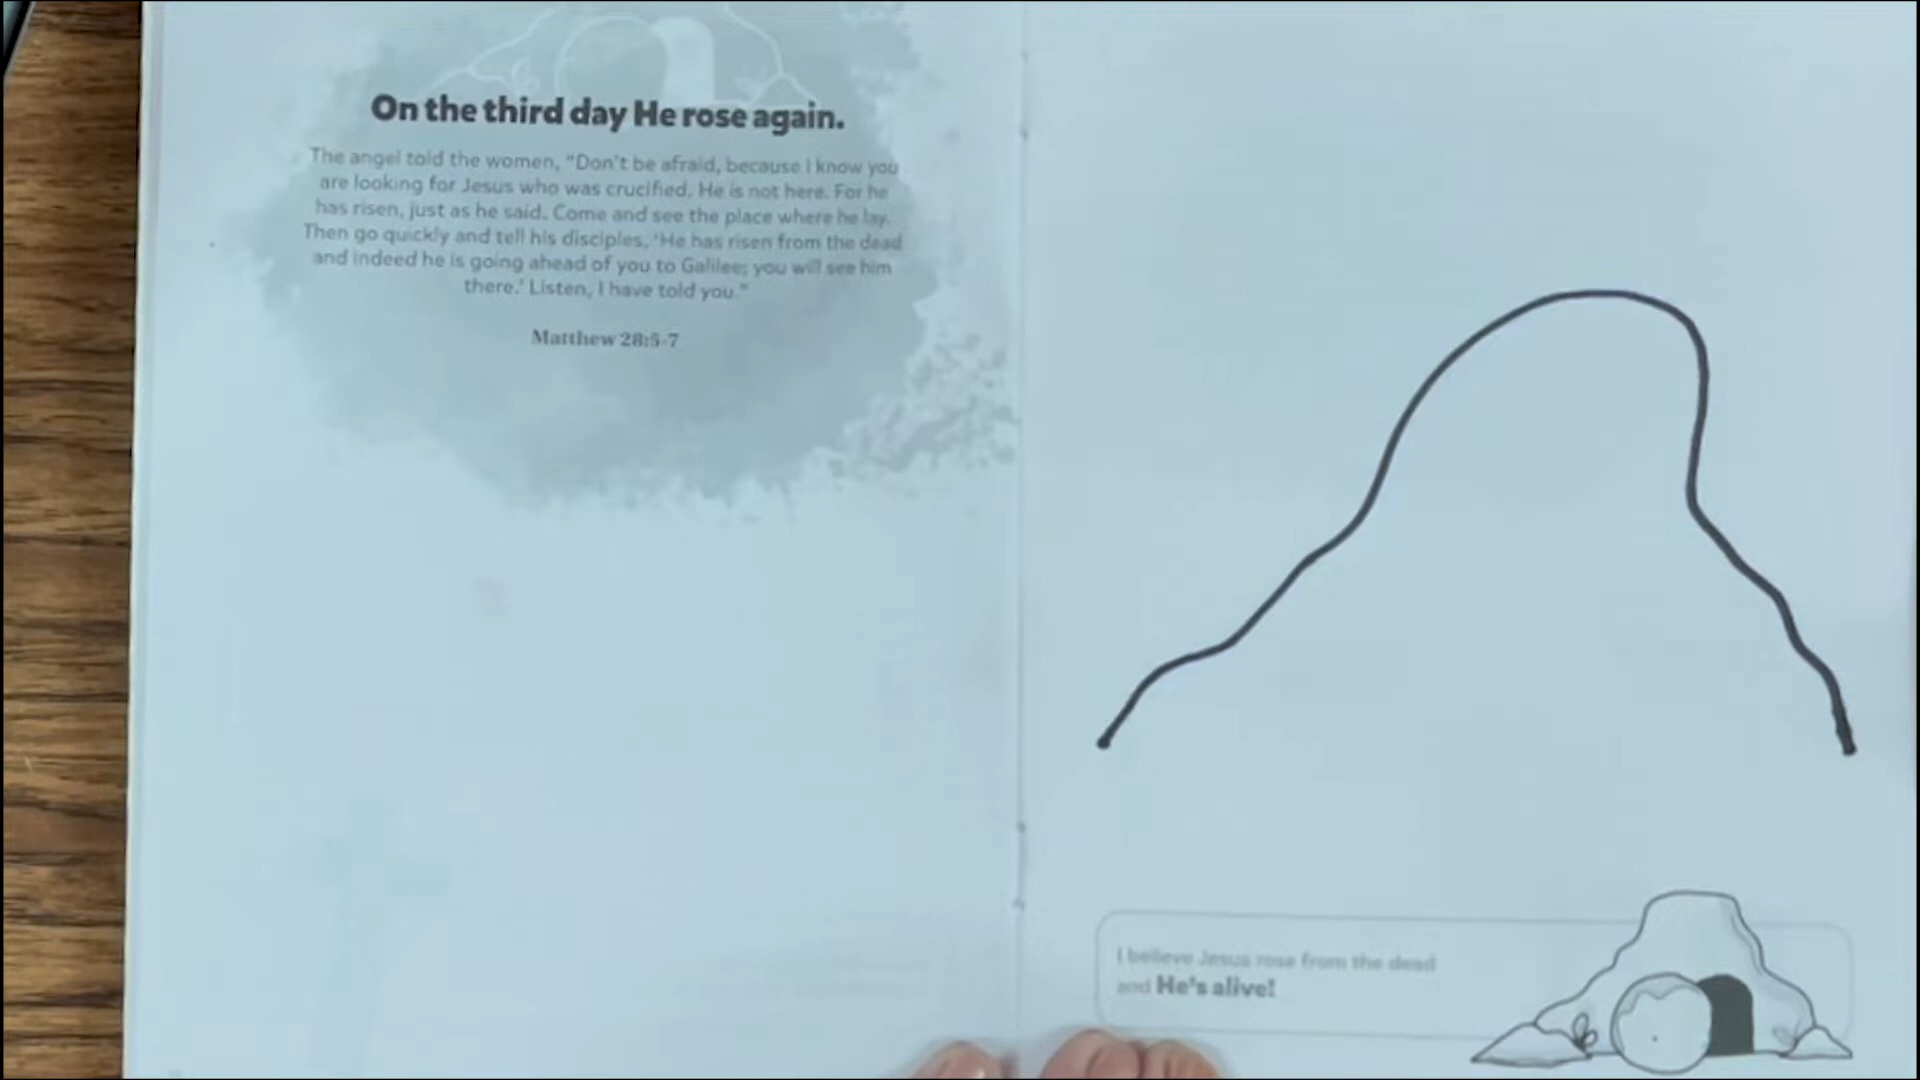 On the third day He rose again.
The angel told the women, "Don't be afraid, because I know you
are looking for Jesus who was crucified. He is not here. For he
has risen, just as he said. Come and see the place where he lay.
Then go quickly and tell his disciples, 'He has risen from the dead
and indeed he is going ahead of you to Galilee; you will see him
there.' Listen, I have told you."
Matthew 28:5-7
I believe Jesus rose from the dead
and He's alive!